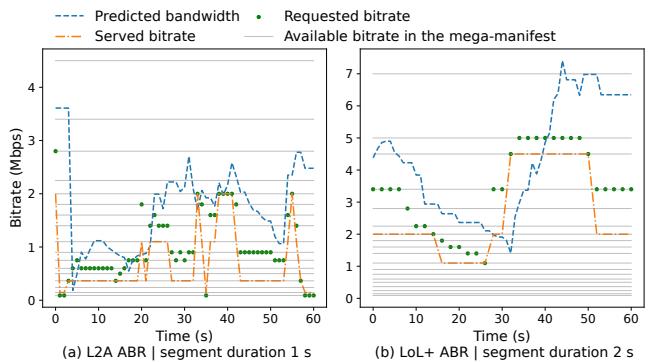 Predicted bandwidth
Requested bitrate
Served bitrate
Available bitrate in the mega-manifest
Bitrate (Mbps)
4
3
2
1
0
0 10 20 30 40 50 60
Time (s)
(a) L2A ABR | segment duration 1 s
7
6
5
4
3
2
1
0
0 10 20 30 40 50 60
Time (s)
(b) LoL+ ABR | segment duration 2 s